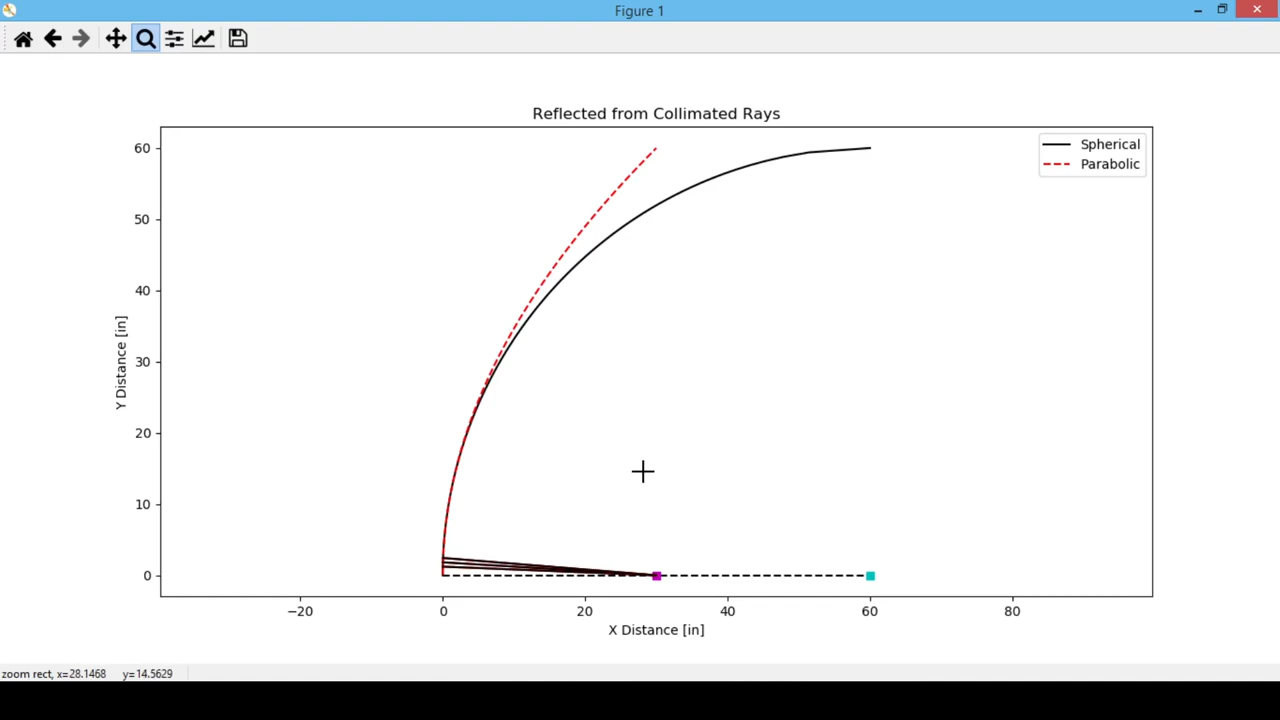 Figure 1
Reflected from Collimated Rays
Spherical
Parabolic
60
50
40
30
20
10
0
Y Distance [in]
−20 0 20 40 60 80
X Distance [in]
zoom rect, x=28.1468 y=14.5629